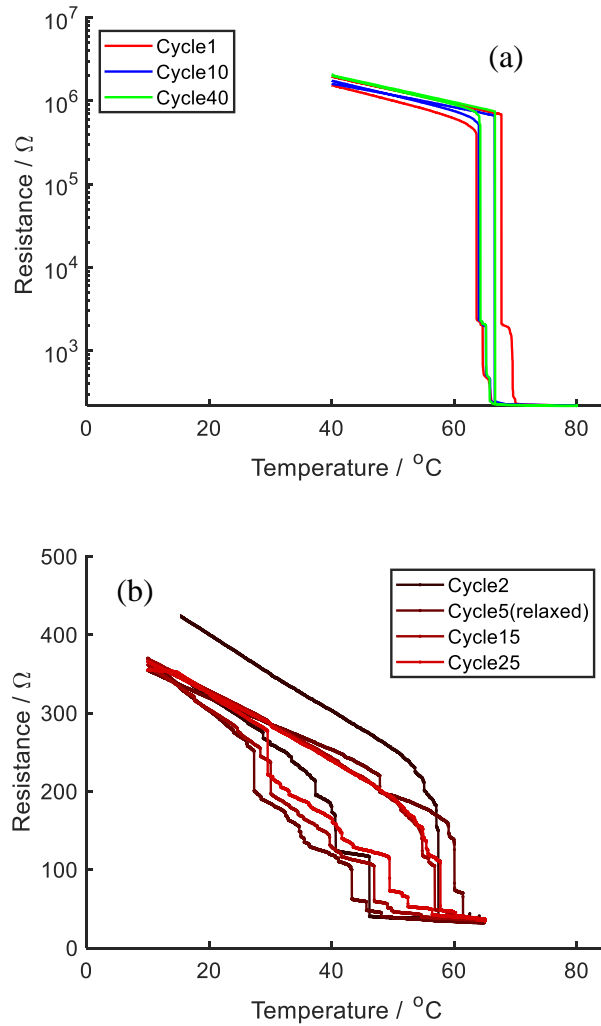 10^7
Cycle1
Cycle10
Cycle40
(a)
10^6
10^5
10^4
10^3
Resistance / Ω
0 20 40 60 80
Temperature / °C
500
(b)
Cycle2
Cycle5(relaxed)
Cycle15
Cycle25
400
300
200
100
0
Resistance / Ω
0 20 40 60 80
Temperature / °C